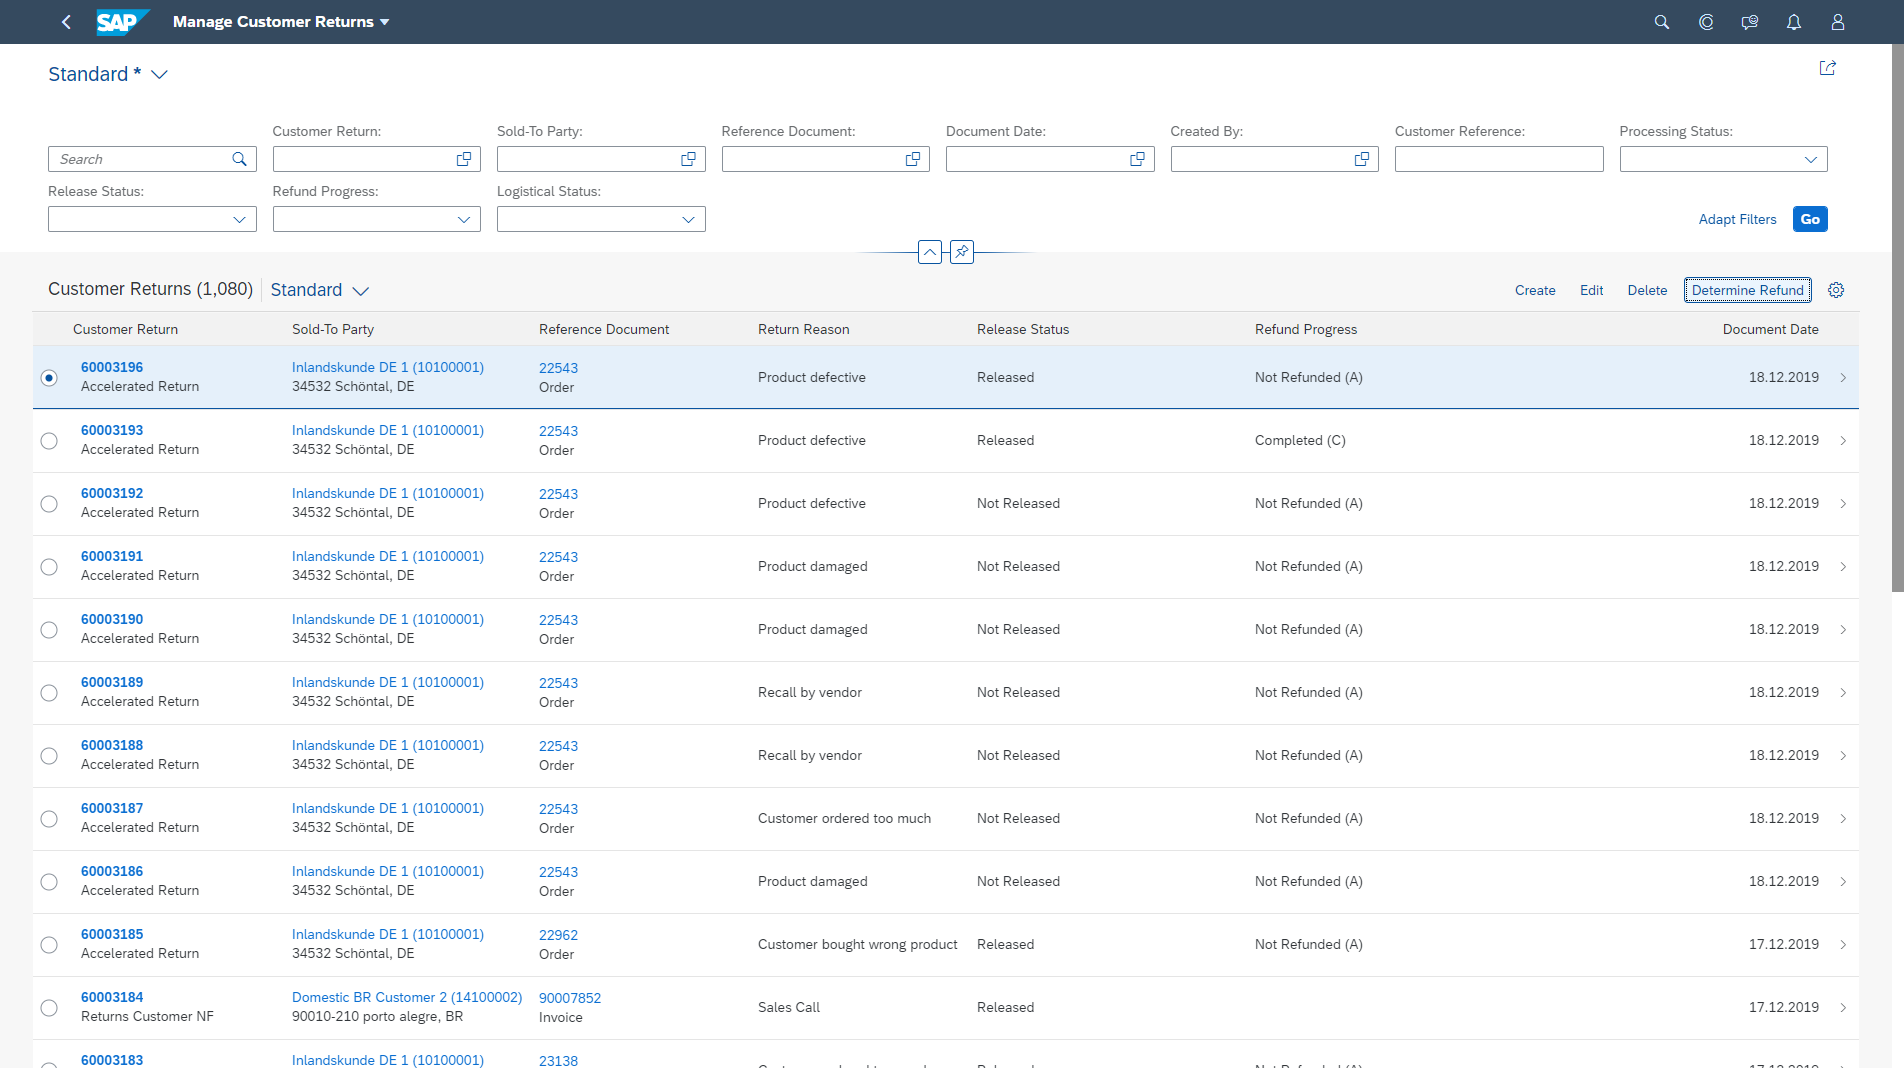 SAP Manage Customer Returns
Standard *
Customer Return: Sold-To Party: Reference Document: Document Date: Created By: Customer Reference: Processing Status:
Search
Release Status: Refund Progress: Logistical Status:
Adapt Filters Go
Customer Returns (1,080) Standard Create Edit Delete Determine Refund
Customer Return Sold-To Party Reference Document Return Reason Release Status Refund Progress Document Date
60003196 Inlandskunde DE 1 (10100001) 22543 Product defective Released Not Refunded (A) 18.12.2019
Accelerated Return 34532 Schöntal, DE Order
60003193 Inlandskunde DE 1 (10100001) 22543 Product defective Released Completed (C) 18.12.2019
Accelerated Return 34532 Schöntal, DE Order
60003192 Inlandskunde DE 1 (10100001) 22543 Product defective Not Released Not Refunded (A) 18.12.2019
Accelerated Return 34532 Schöntal, DE Order
60003191 Inlandskunde DE 1 (10100001) 22543 Product damaged Not Released Not Refunded (A) 18.12.2019
Accelerated Return 34532 Schöntal, DE Order
60003190 Inlandskunde DE 1 (10100001) 22543 Product damaged Not Released Not Refunded (A) 18.12.2019
Accelerated Return 34532 Schöntal, DE Order
60003189 Inlandskunde DE 1 (10100001) 22543 Recall by vendor Not Released Not Refunded (A) 18.12.2019
Accelerated Return 34532 Schöntal, DE Order
60003188 Inlandskunde DE 1 (10100001) 22543 Recall by vendor Not Released Not Refunded (A) 18.12.2019
Accelerated Return 34532 Schöntal, DE Order
60003187 Inlandskunde DE 1 (10100001) 22543 Customer ordered too much Not Released Not Refunded (A) 18.12.2019
Accelerated Return 34532 Schöntal, DE Order
60003186 Inlandskunde DE 1 (10100001) 22543 Product damaged Not Released Not Refunded (A) 18.12.2019
Accelerated Return 34532 Schöntal, DE Order
60003185 Inlandskunde DE 1 (10100001) 22962 Customer bought wrong product Released Not Refunded (A) 17.12.2019
Accelerated Return 34532 Schöntal, DE Order
60003184 Domestic BR Customer 2 (14100002) 90007852 Sales Call Released 17.12.2019
Returns Customer NF 90010-210 porto alegre, BR Invoice
60003183 Inlandskunde DE 1 (10100001) 23138